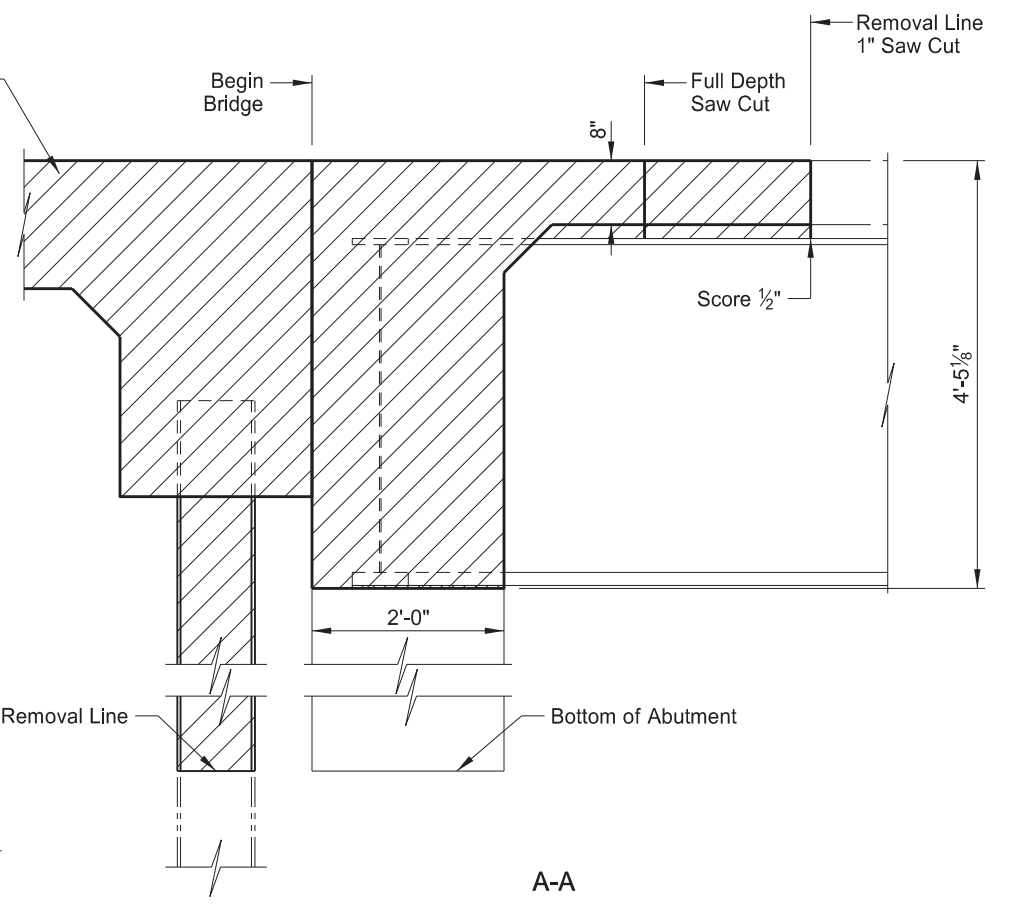 Removal Line
1" Saw Cut
Begin
Bridge
Full Depth
Saw Cut
8"
Score ½"
4'-5⅛"
2'-0"
Removal Line
Bottom of Abutment
A-A